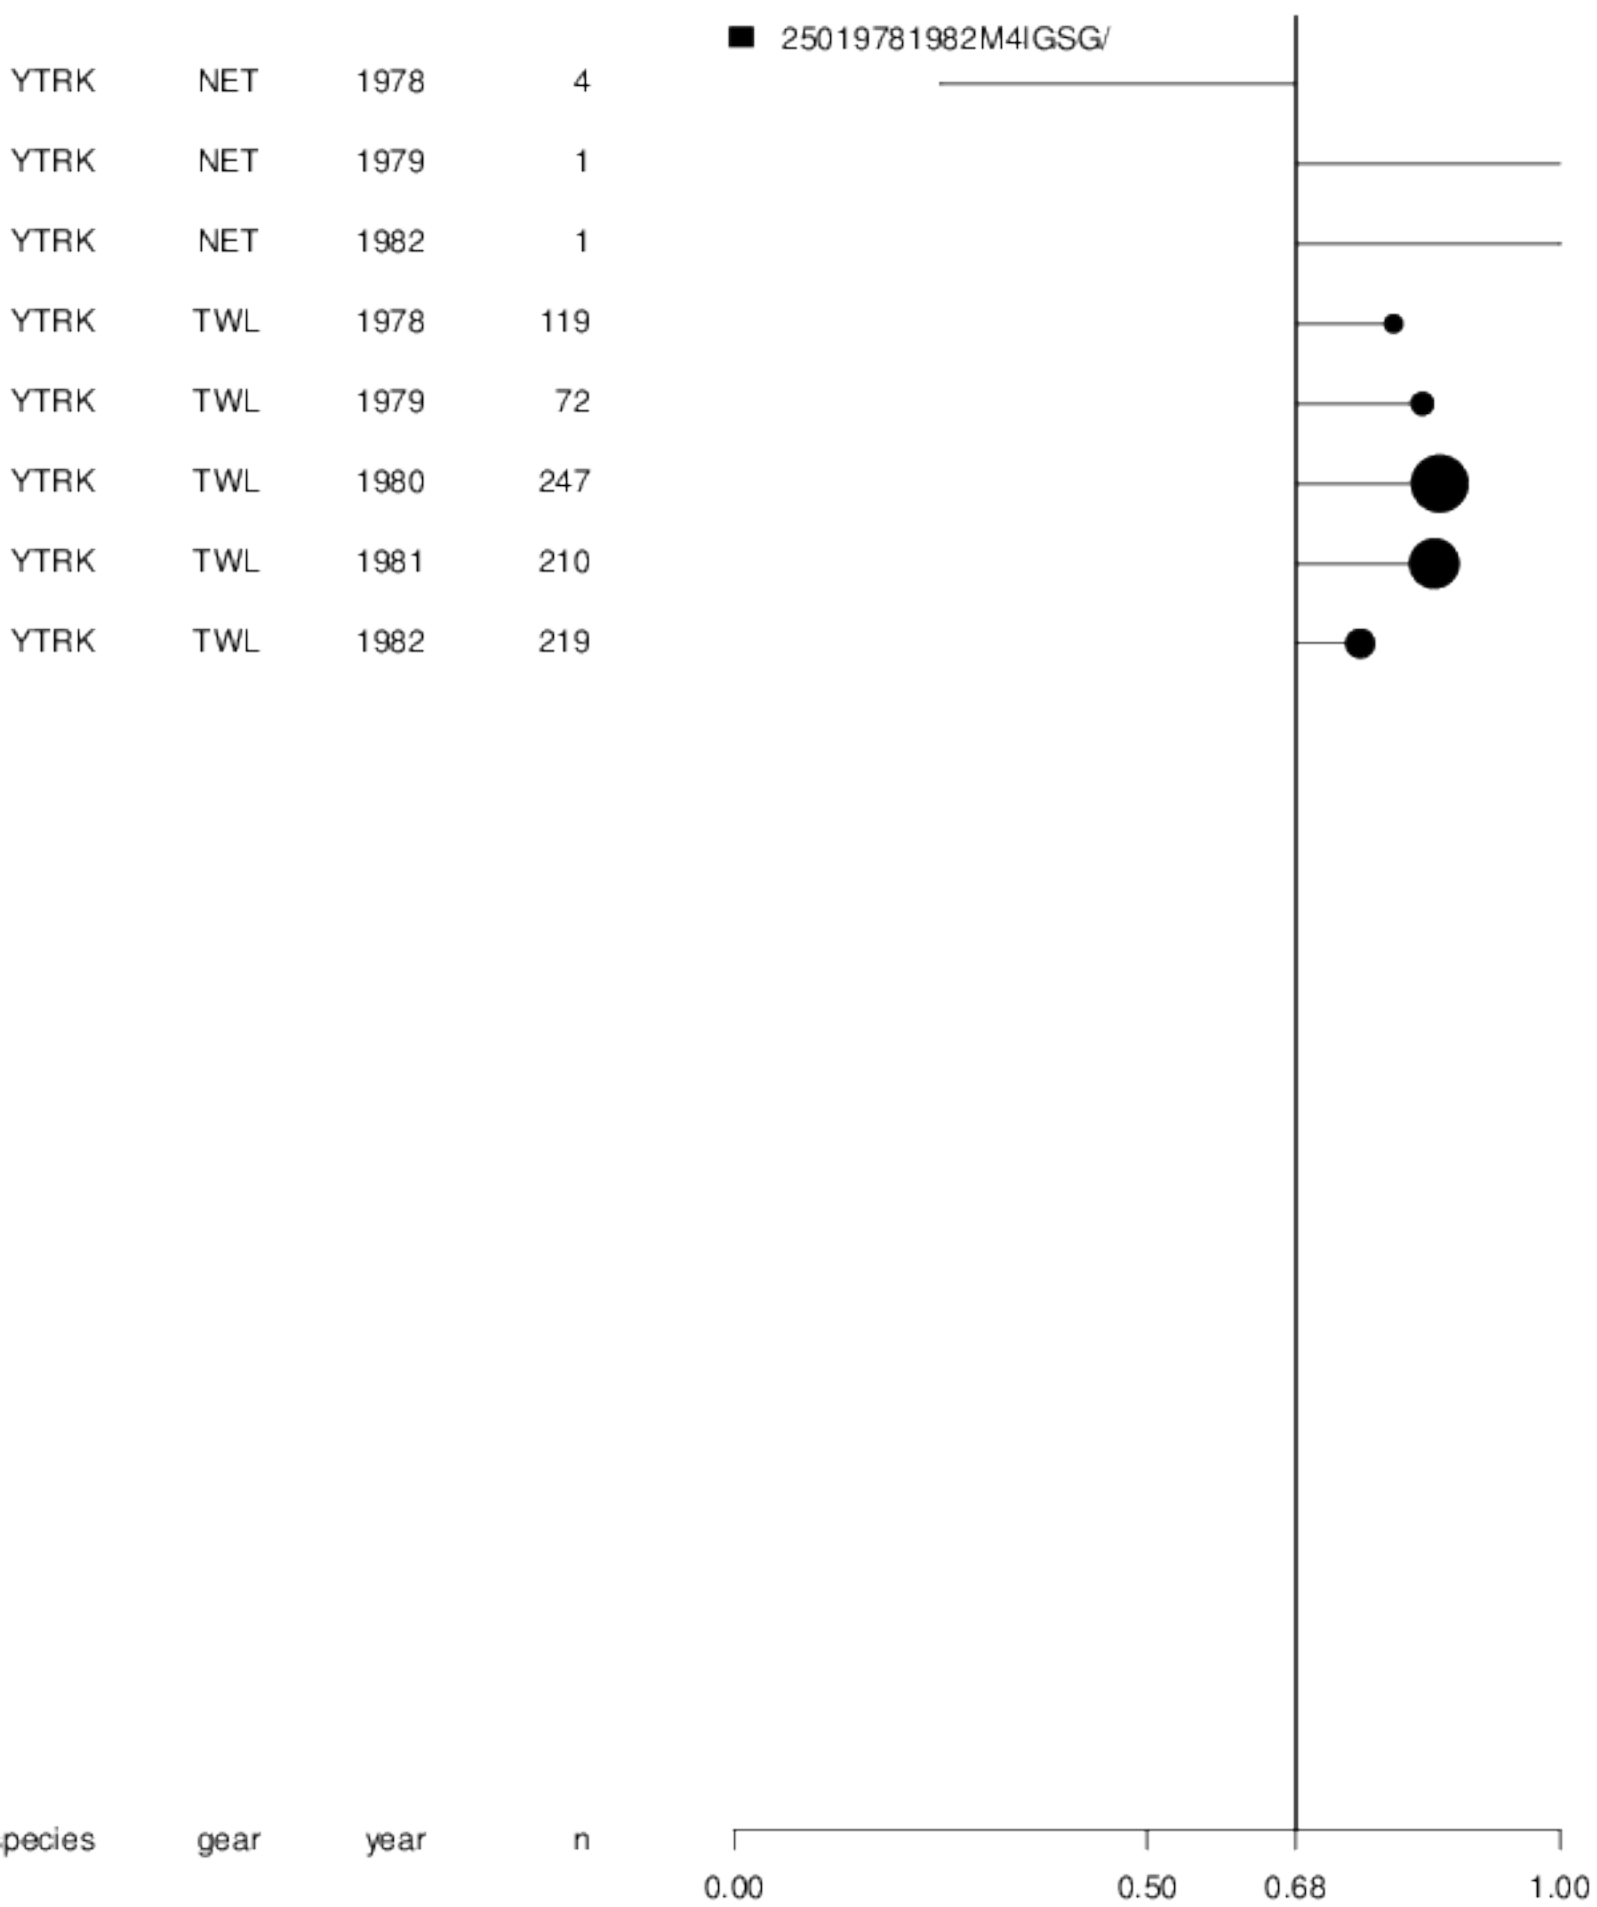 25019781982M4IGSG/
YTRK NET 1978 4
YTRK NET 1979 1
YTRK NET 1982 1
YTRK TWL 1978 119
YTRK TWL 1979 72
YTRK TWL 1980 247
YTRK TWL 1981 210
YTRK TWL 1982 219
pecies gear year n
0.00 0.50 0.68 1.00